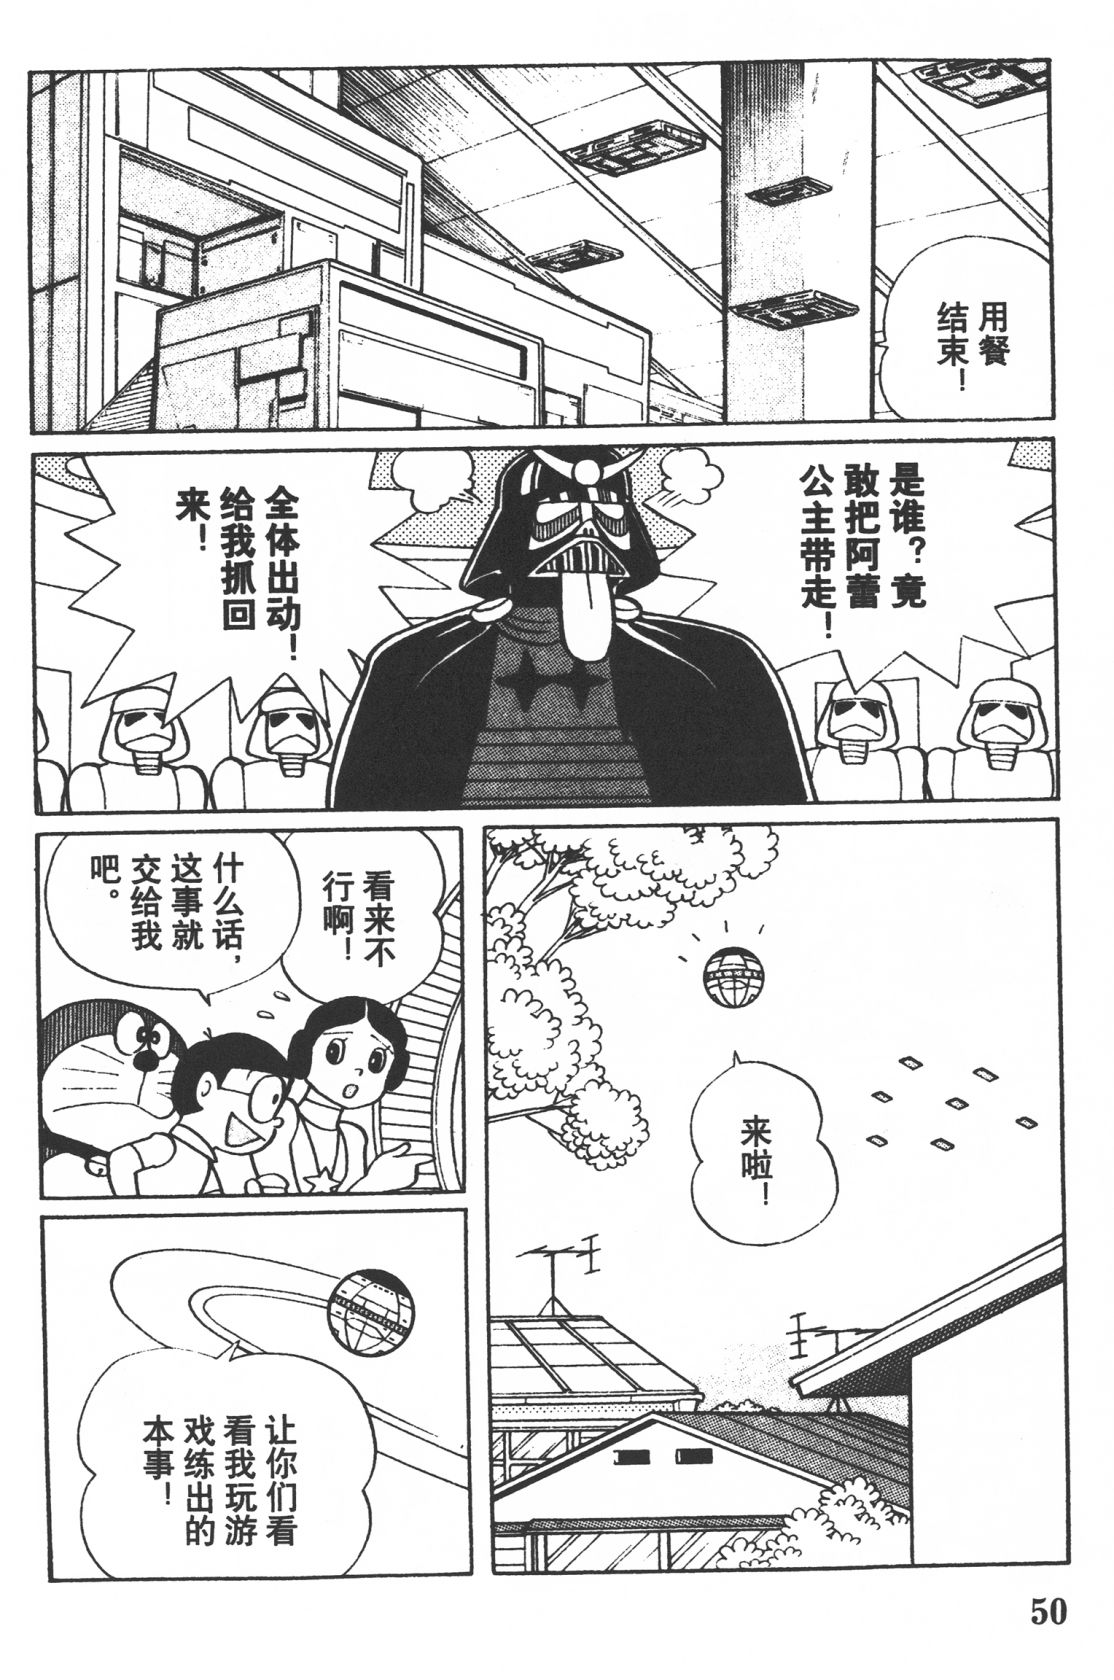 用餐
结束！
是谁？竟
敢把阿蕾
公主带走！
全体出动！
给我抓回
来！
来啦！
看来不
行啊！
什么话，
这事就
交给我
吧。
让你们看
看我玩游
戏练出的
本事！
50